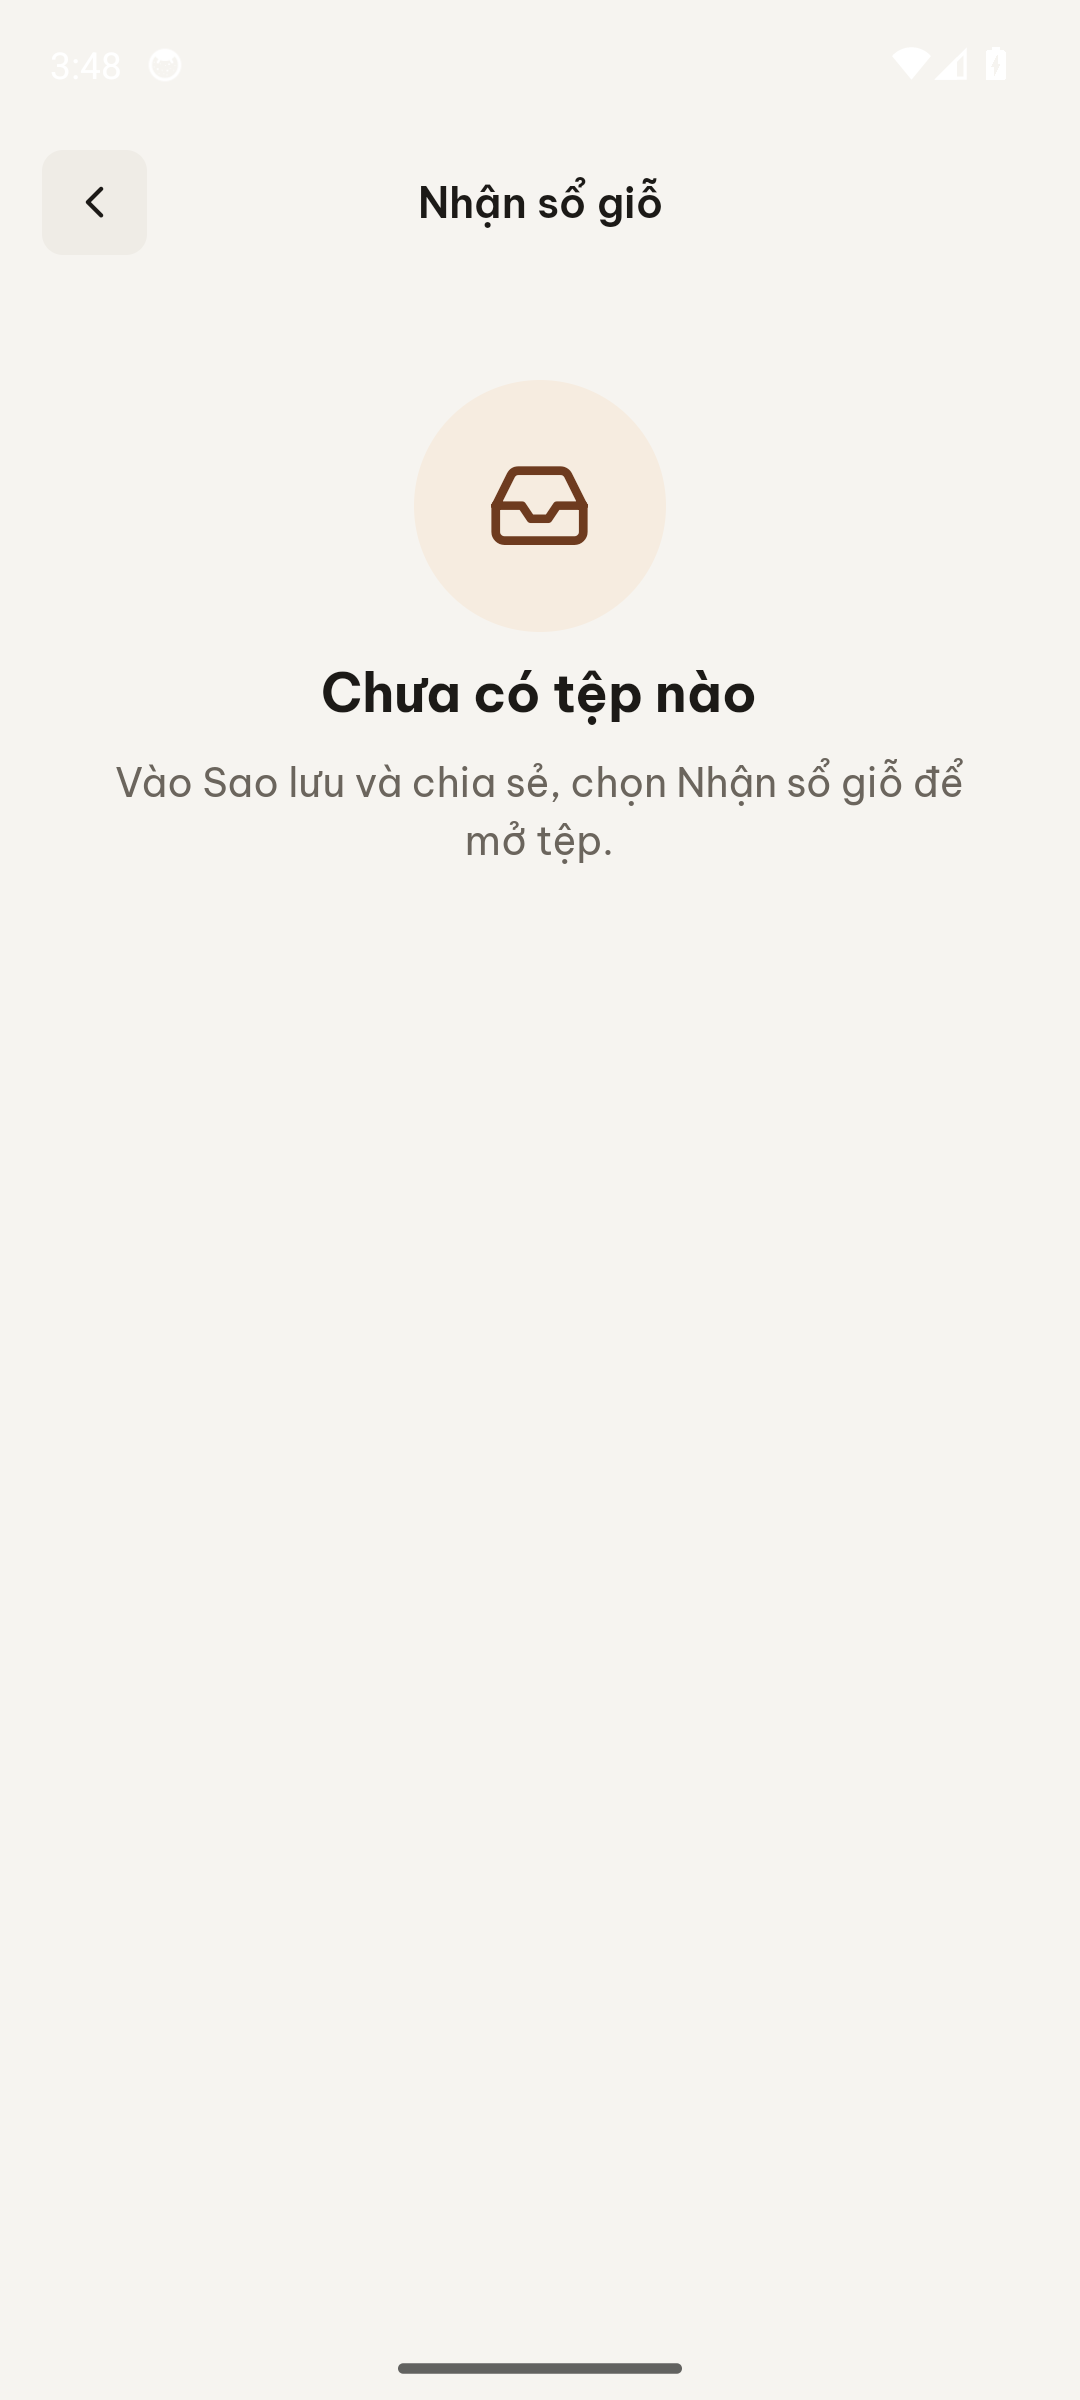 3:48
Nhận sổ giỗ
Chưa có tệp nào
Vào Sao lưu và chia sẻ, chọn Nhận sổ giỗ để
mở tệp.